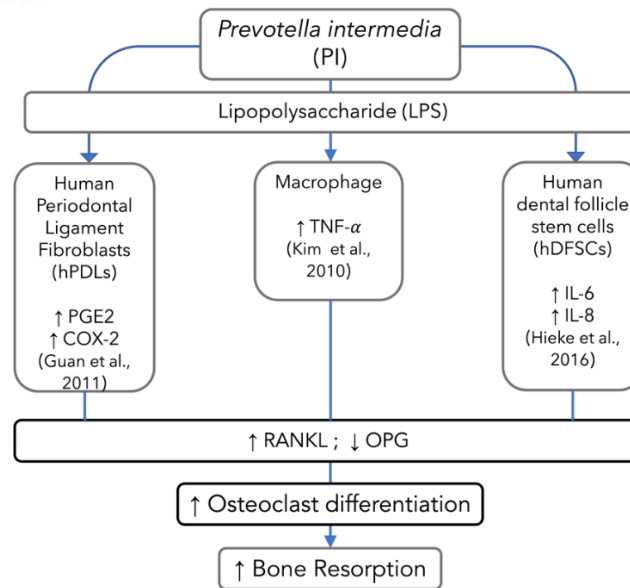 Prevotella intermedia
(PI)
Lipopolysaccharide (LPS)
Human
Periodontal
Ligament
Fibroblasts
(hPDLs)
↑ PGE2
↑ COX-2
(Guan et al.,
2011)
Macrophage
↑ TNF-α
(Kim et al.,
2010)
Human
dental follicle
stem cells
(hDFSCs)
↑ IL-6
↑ IL-8
(Hieke et al.,
2016)
↑ RANKL ; ↓ OPG
↑ Osteoclast differentiation
↑ Bone Resorption